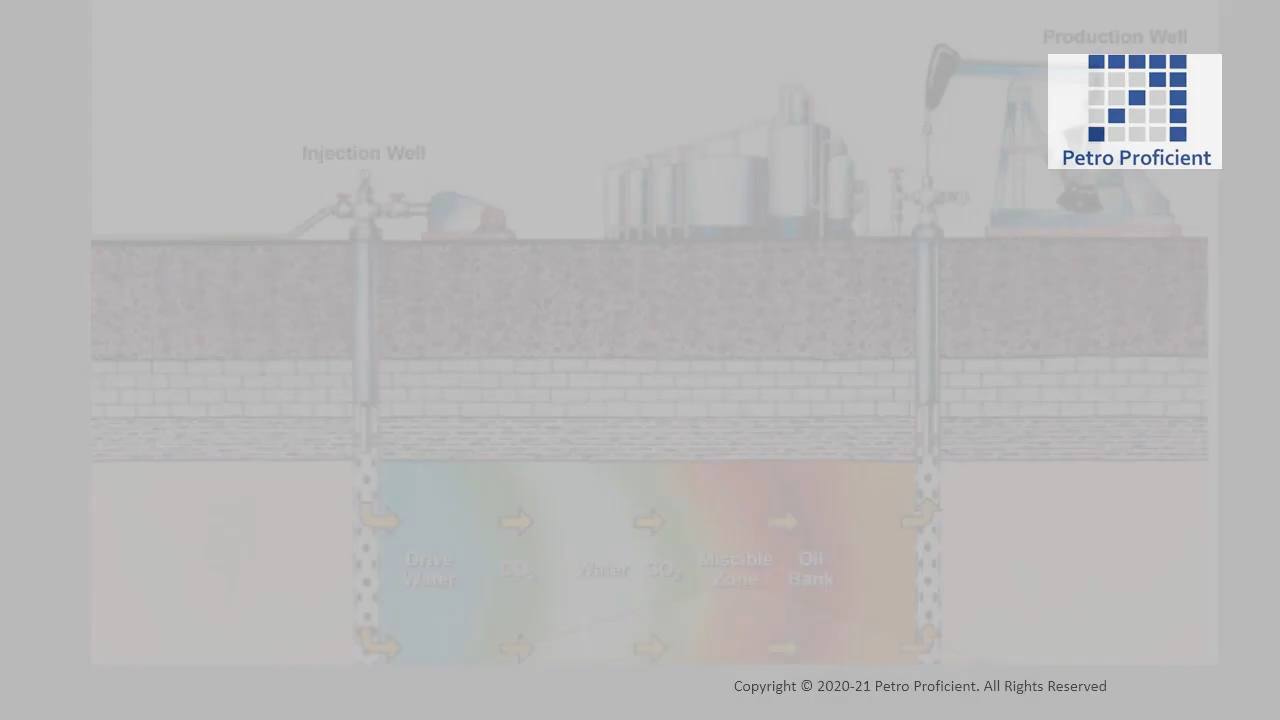 Production Well
Petro Proficient
Injection Well
Drive
Water
CO2
Water
CO2
Miscible
Zone
Oil
Bank
Copyright © 2020-21 Petro Proficient. All Rights Reserved